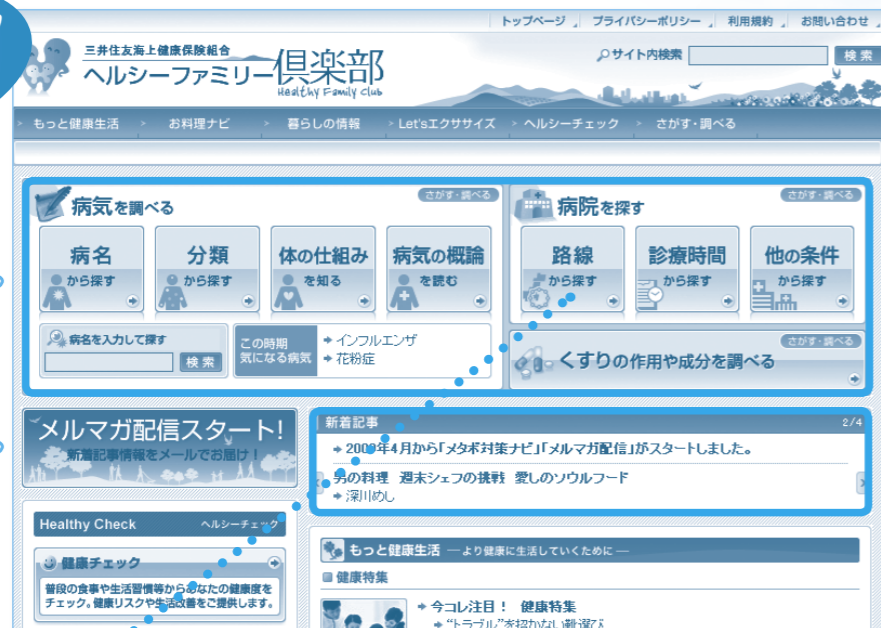 トップページ
プライバシーポリシー
利用規約
お問い合わせ
三井住友海上健康保険組合
ヘルシーファミリー倶楽部
Healthy Family Club
サイト内検索
検索
もっと健康生活
お料理ナビ
暮らしの情報
Let'sエクササイズ
ヘルシーチェック
さがす・調べる
病気を調べる
さがす・調べる
病名
から探す
分類
から探す
体の仕組み
を知る
病気の概論
を読む
病名を入力して探す
検索
この時期
気になる病気
インフルエンザ
花粉症
病院を探す
さがす・調べる
路線
から探す
診療時間
から探す
他の条件
から探す
さがす・調べる
くすりの作用や成分を調べる
メルマガ配信スタート!
新着記事情報をメールでお届け!
新着記事
2/4
2009年4月から「メタボ対策ナビ」「メルマガ配信」がスタートしました。
男の料理 週末シェフの挑戦 愛しのソウルフード
深川めし
Healthy Check
ヘルシーチェック
健康チェック
普段の食事や生活習慣等からあなたの健康度を
チェック。健康リスクや生活改善をご提供します。
もっと健康生活 ―より健康に生活していくために―
健康特集
今コレ注目! 健康特集
“トラブル”を招かない靴選び